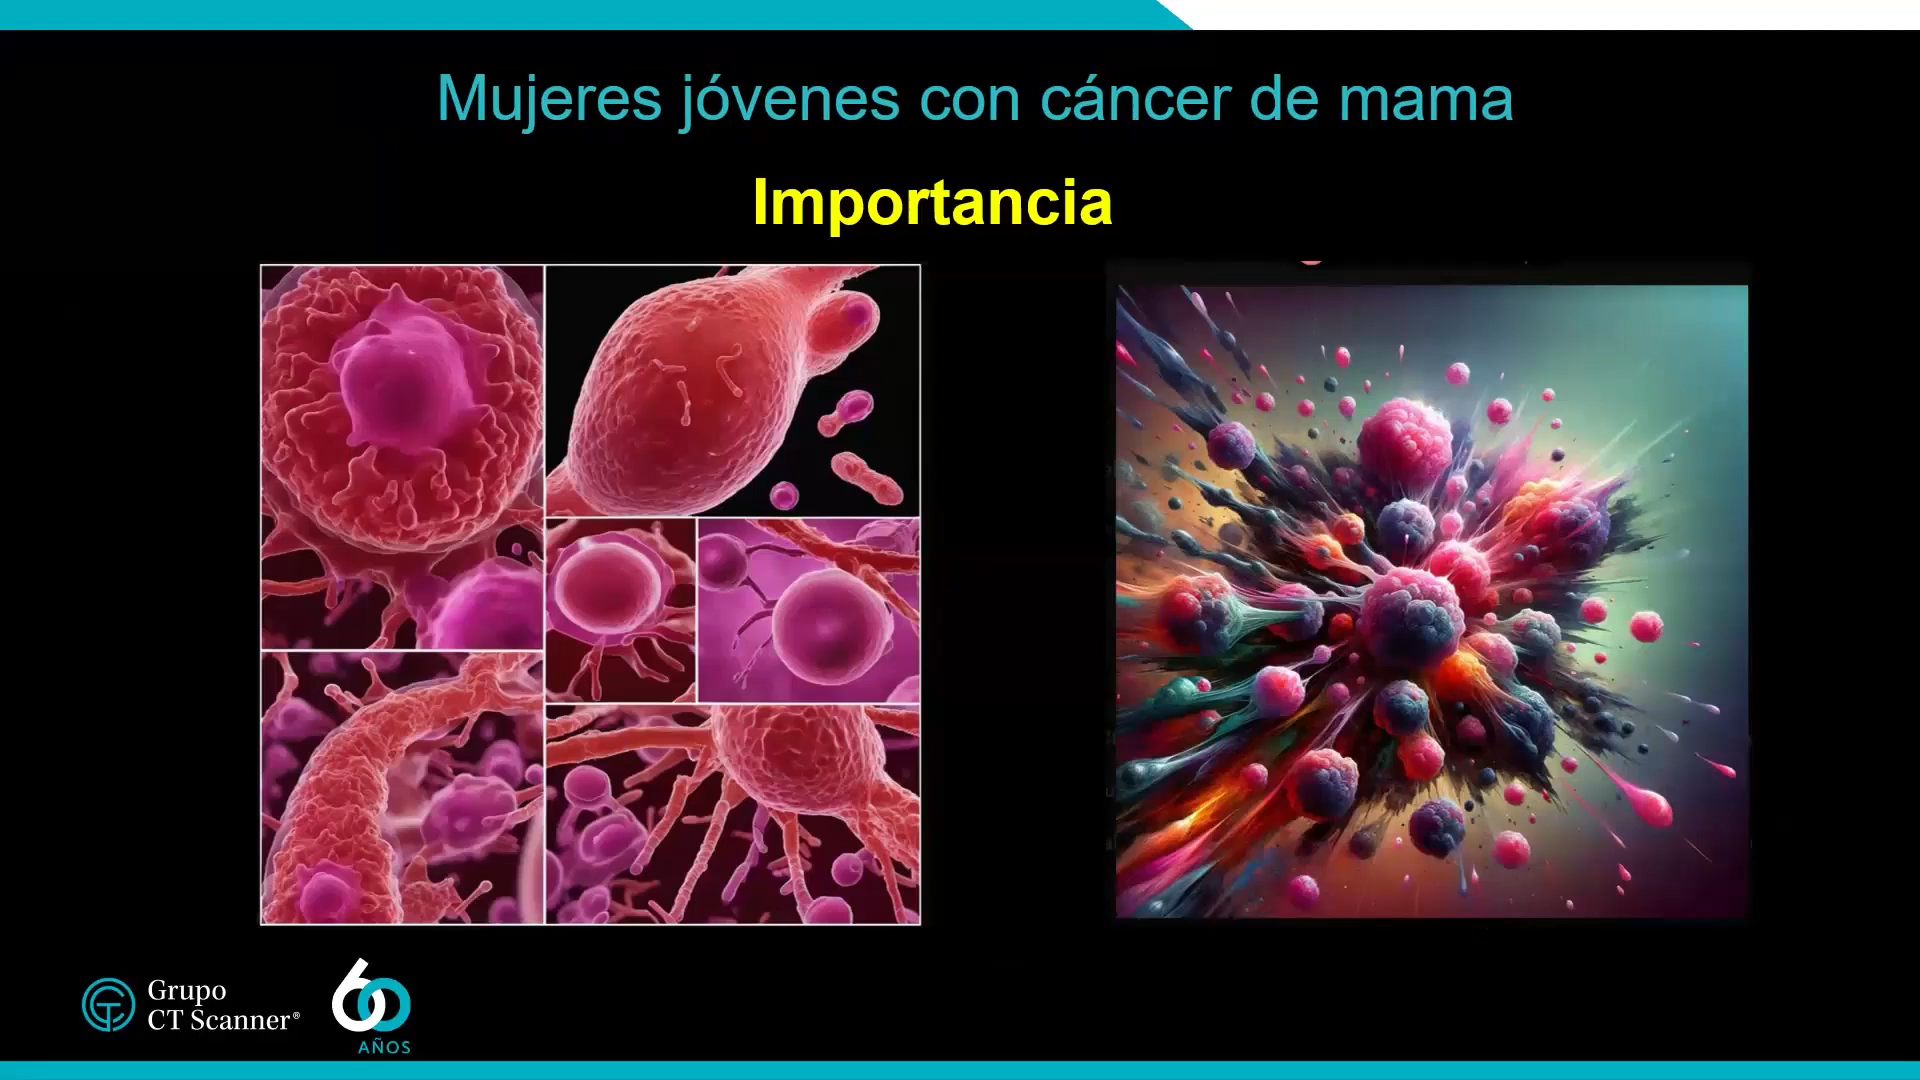 Mujeres jóvenes con cáncer de mama
Importancia
Grupo
CT Scanner®
60
AÑOS